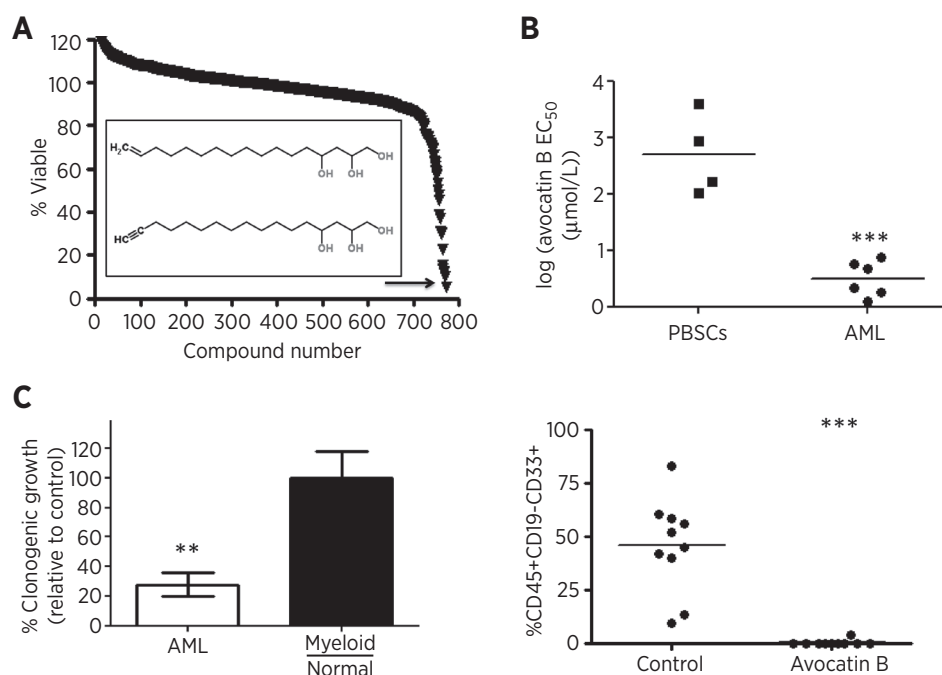 A
120
100
80
60
40
20
0
% Viable
H₂C
OH
OH
OH
HC
OH
OH
OH
0 100 200 300 400 500 600 700 800
Compound number
B
log (avocatin B EC₅₀
(μmol/L))
4
3
2
1
0
***
PBSCs AML
C
% Clonogenic growth
(relative to control)
120
100
80
60
40
20
0
**
AML
Myeloid
Normal
%CD45+CD19-CD33+
100
75
50
25
0
***
Control Avocatin B